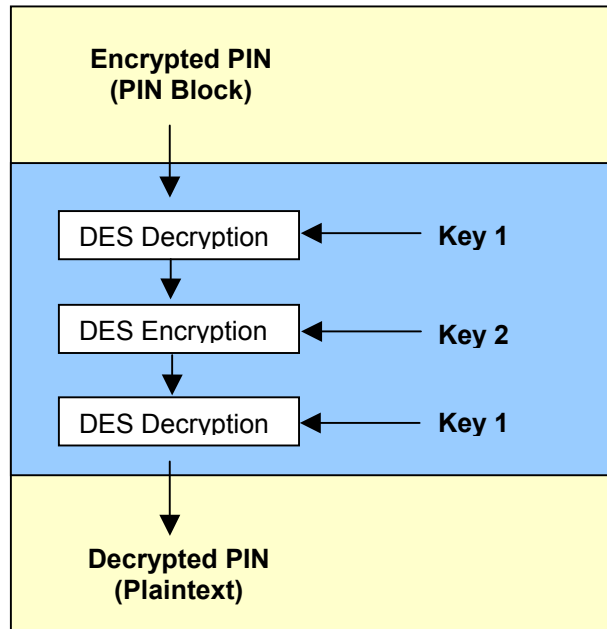 Encrypted PIN
(PIN Block)
DES Decryption
Key 1
DES Encryption
Key 2
DES Decryption
Key 1
Decrypted PIN
(Plaintext)